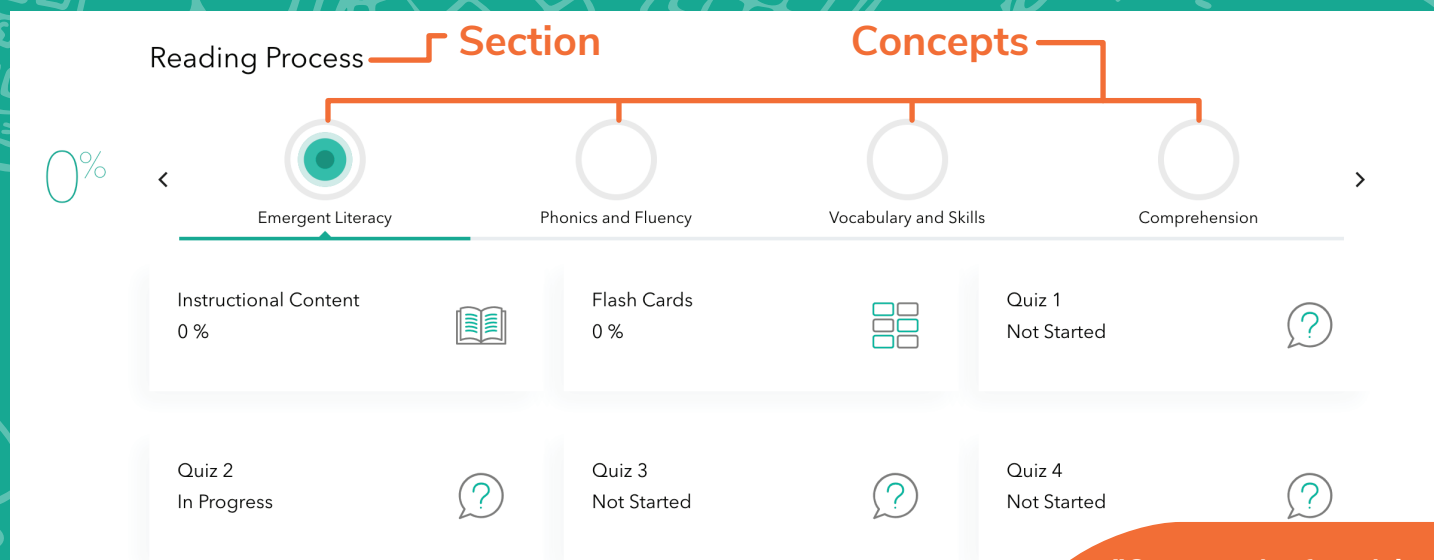 Section
Concepts
Reading Process
0%
Emergent Literacy
Phonics and Fluency
Vocabulary and Skills
Comprehension
Instructional Content
0 %
Flash Cards
0 %
Quiz 1
Not Started
Quiz 2
In Progress
Quiz 3
Not Started
Quiz 4
Not Started